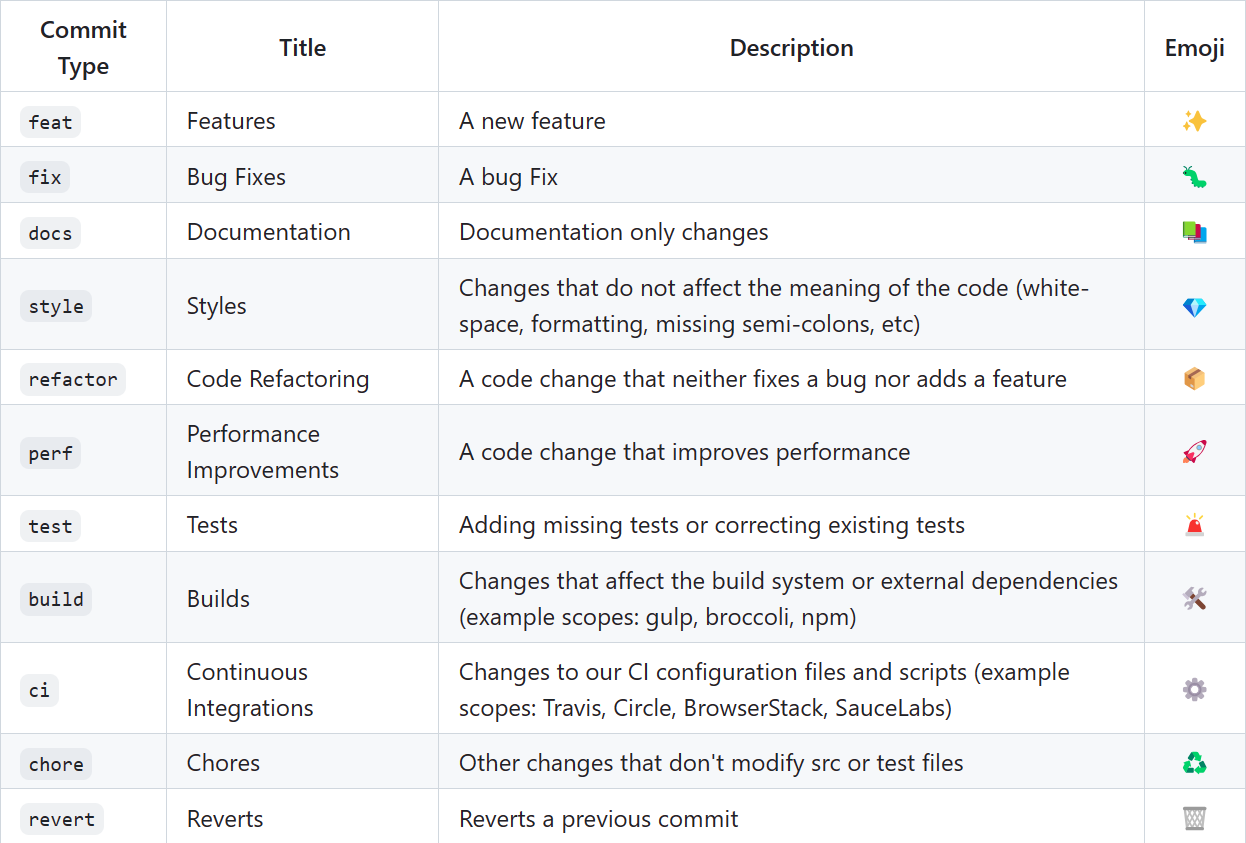 Commit Type Title Description Emoji
feat Features A new feature ✨
fix Bug Fixes A bug Fix 🐛
docs Documentation Documentation only changes 📚
style Styles Changes that do not affect the meaning of the code (white-
space, formatting, missing semi-colons, etc) 💎
refactor Code Refactoring A code change that neither fixes a bug nor adds a feature 📦
perf Performance Improvements A code change that improves performance 🚀
test Tests Adding missing tests or correcting existing tests 🚨
build Builds Changes that affect the build system or external dependencies
(example scopes: gulp, broccoli, npm) 🛠
ci Continuous Integrations Changes to our CI configuration files and scripts (example
scopes: Travis, Circle, BrowserStack, SauceLabs) ⚙️
chore Chores Other changes that don't modify src or test files ♻️
revert Reverts Reverts a previous commit 🗑